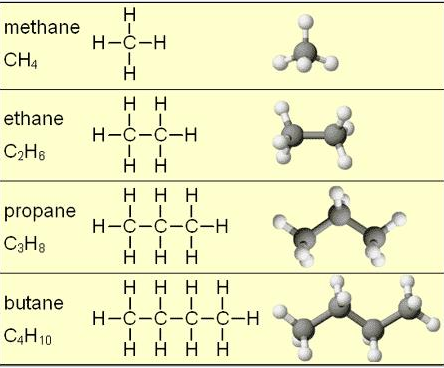 methane
CH₄
H
H–C–H
H
ethane
C₂H₆
H H
H–C–C–H
H H
propane
C₃H₈
H H H
H–C–C–C–H
H H H
butane
C₄H₁₀
H H H H
H–C–C–C–C–H
H H H H